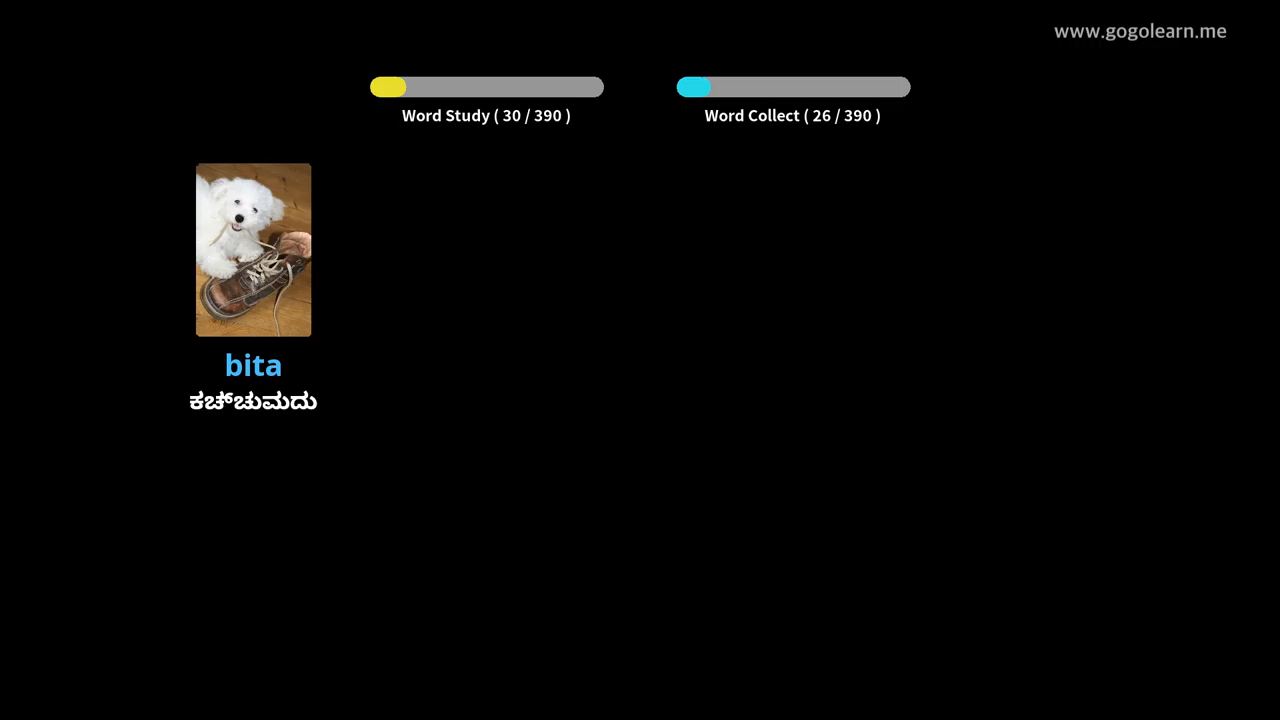 www.gogolearn.me
Word Study ( 30 / 390 )
Word Collect ( 26 / 390 )
bita
ಕಚ್‌ಚುಮದು